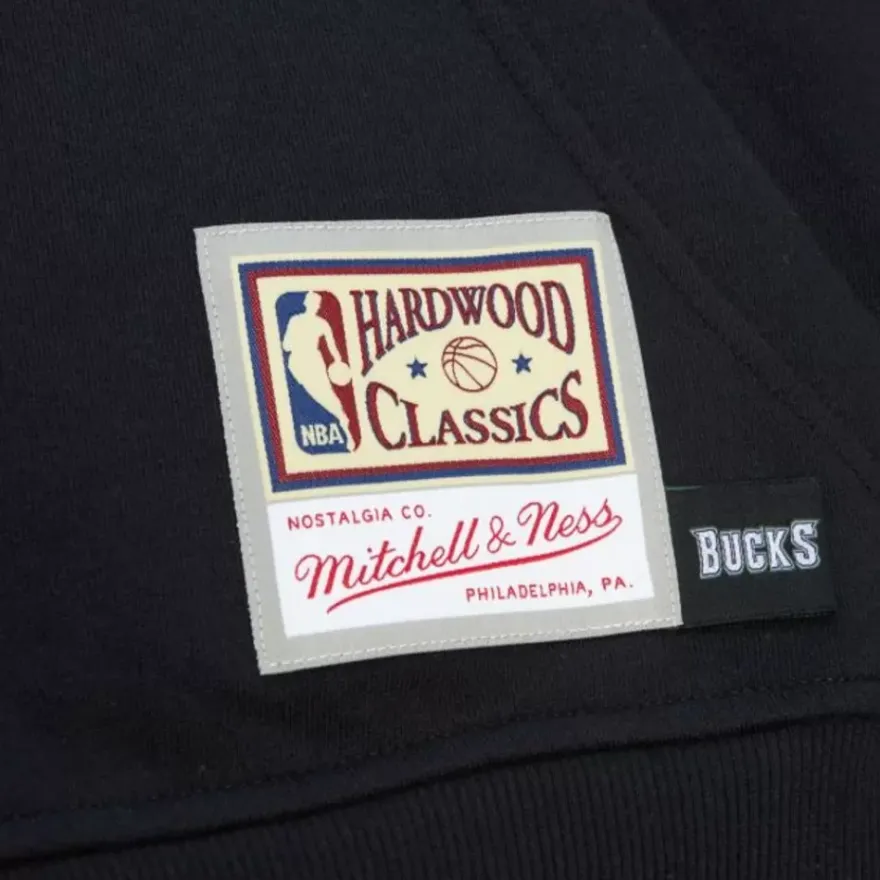 HARDWOOD
CLASSICS
NBA
NOSTALGIA CO.
Mitchell & Ness
PHILADELPHIA, PA.
BUCKS